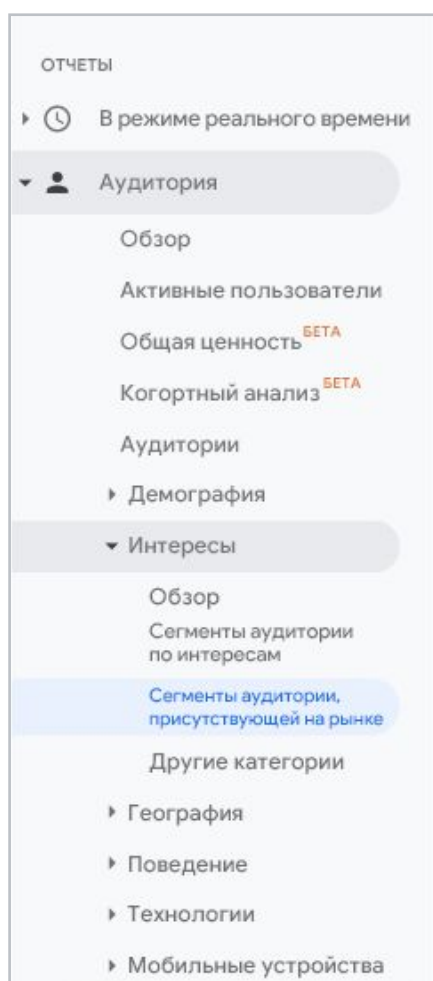 ОТЧЕТЫ
В режиме реального времени
Аудитория
Обзор
Активные пользователи
Общая ценность БЕТА
Когортный анализ БЕТА
Аудитории
Демография
Интересы
Обзор
Сегменты аудитории
по интересам
Сегменты аудитории,
присутствующей на рынке
Другие категории
География
Поведение
Технологии
Мобильные устройства